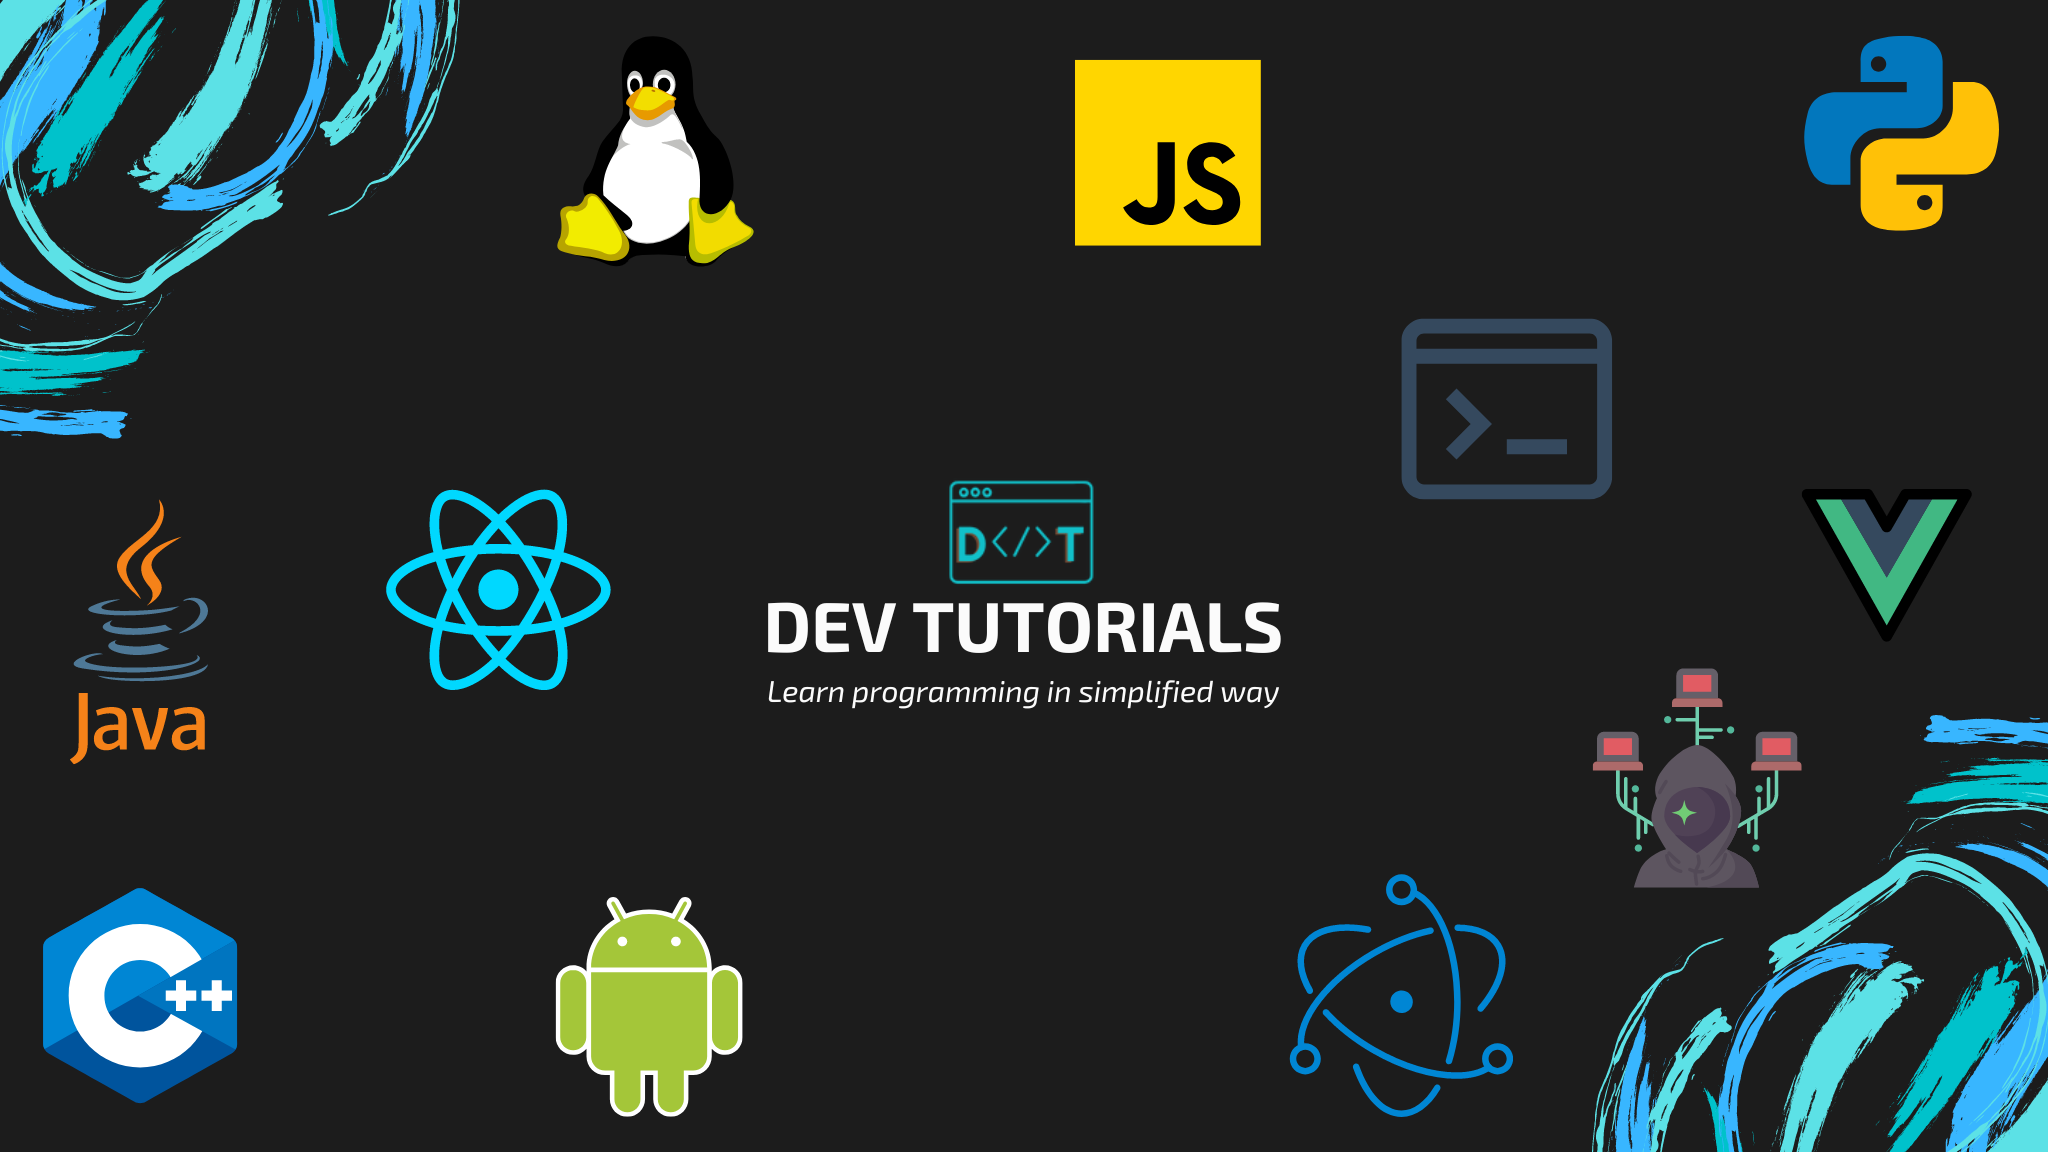 JS
D</>T
DEV TUTORIALS
Learn programming in simplified way
Java
C++